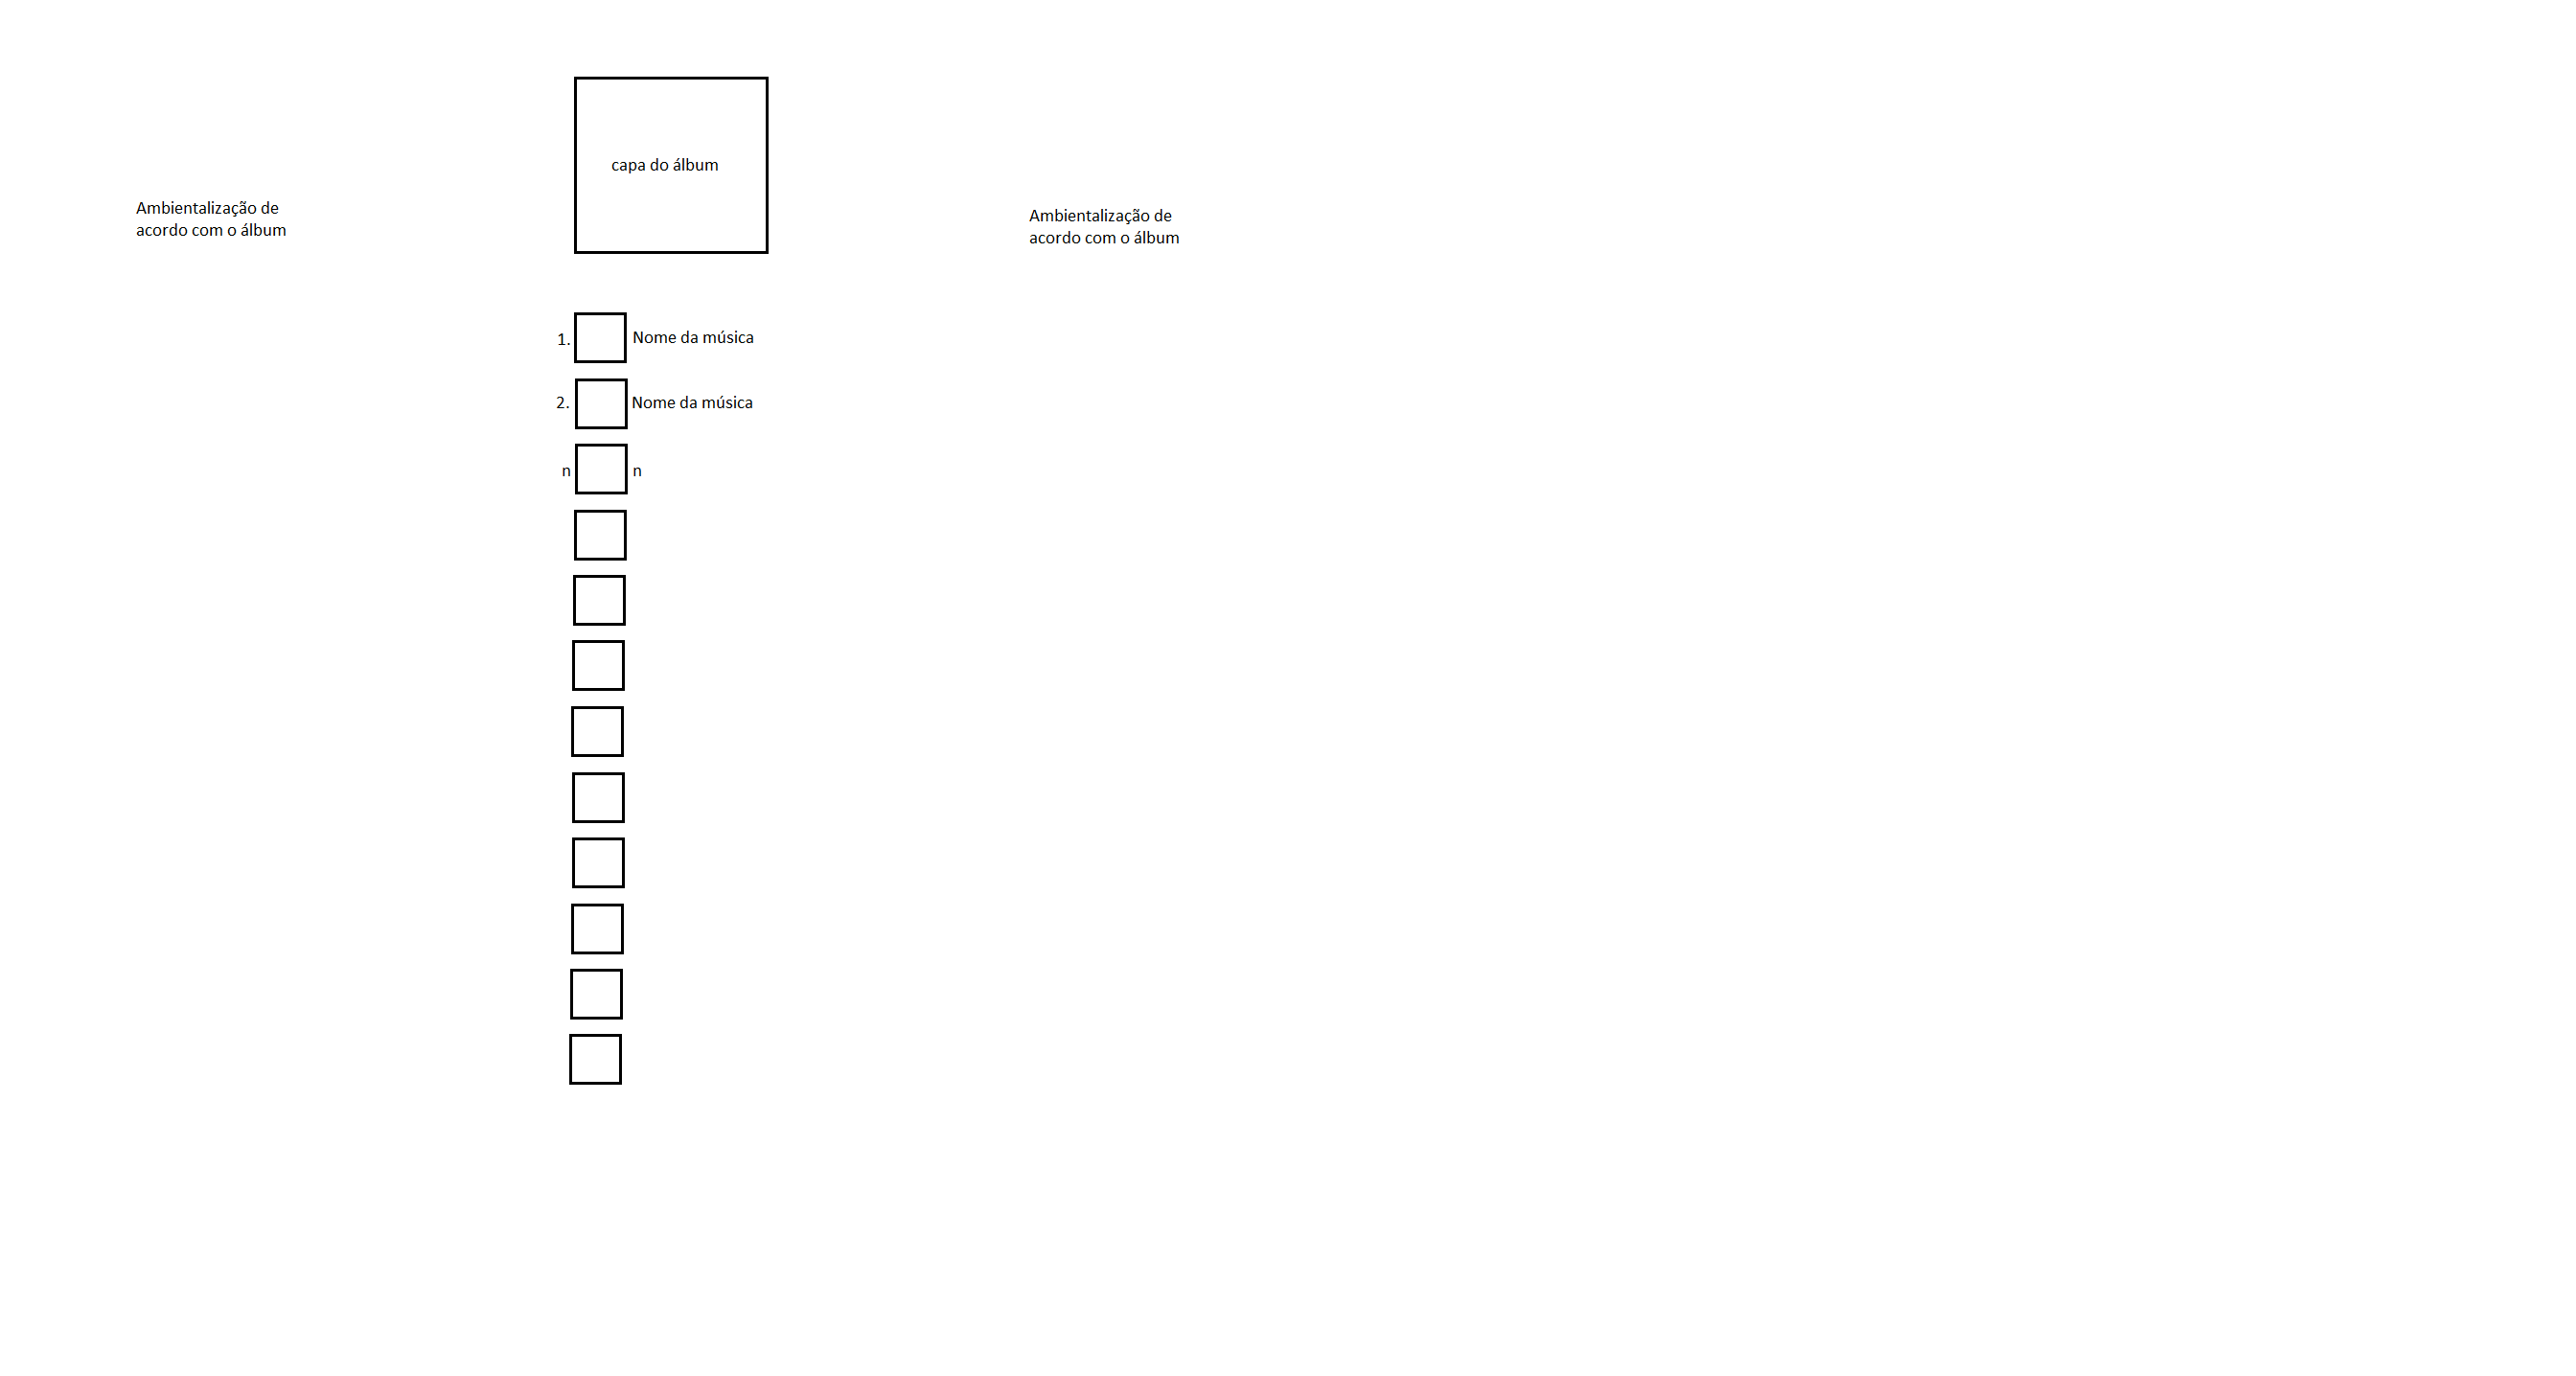 capa do álbum
Ambientalização de
acordo com o álbum
Ambientalização de
acordo com o álbum
1. Nome da música
2. Nome da música
n n